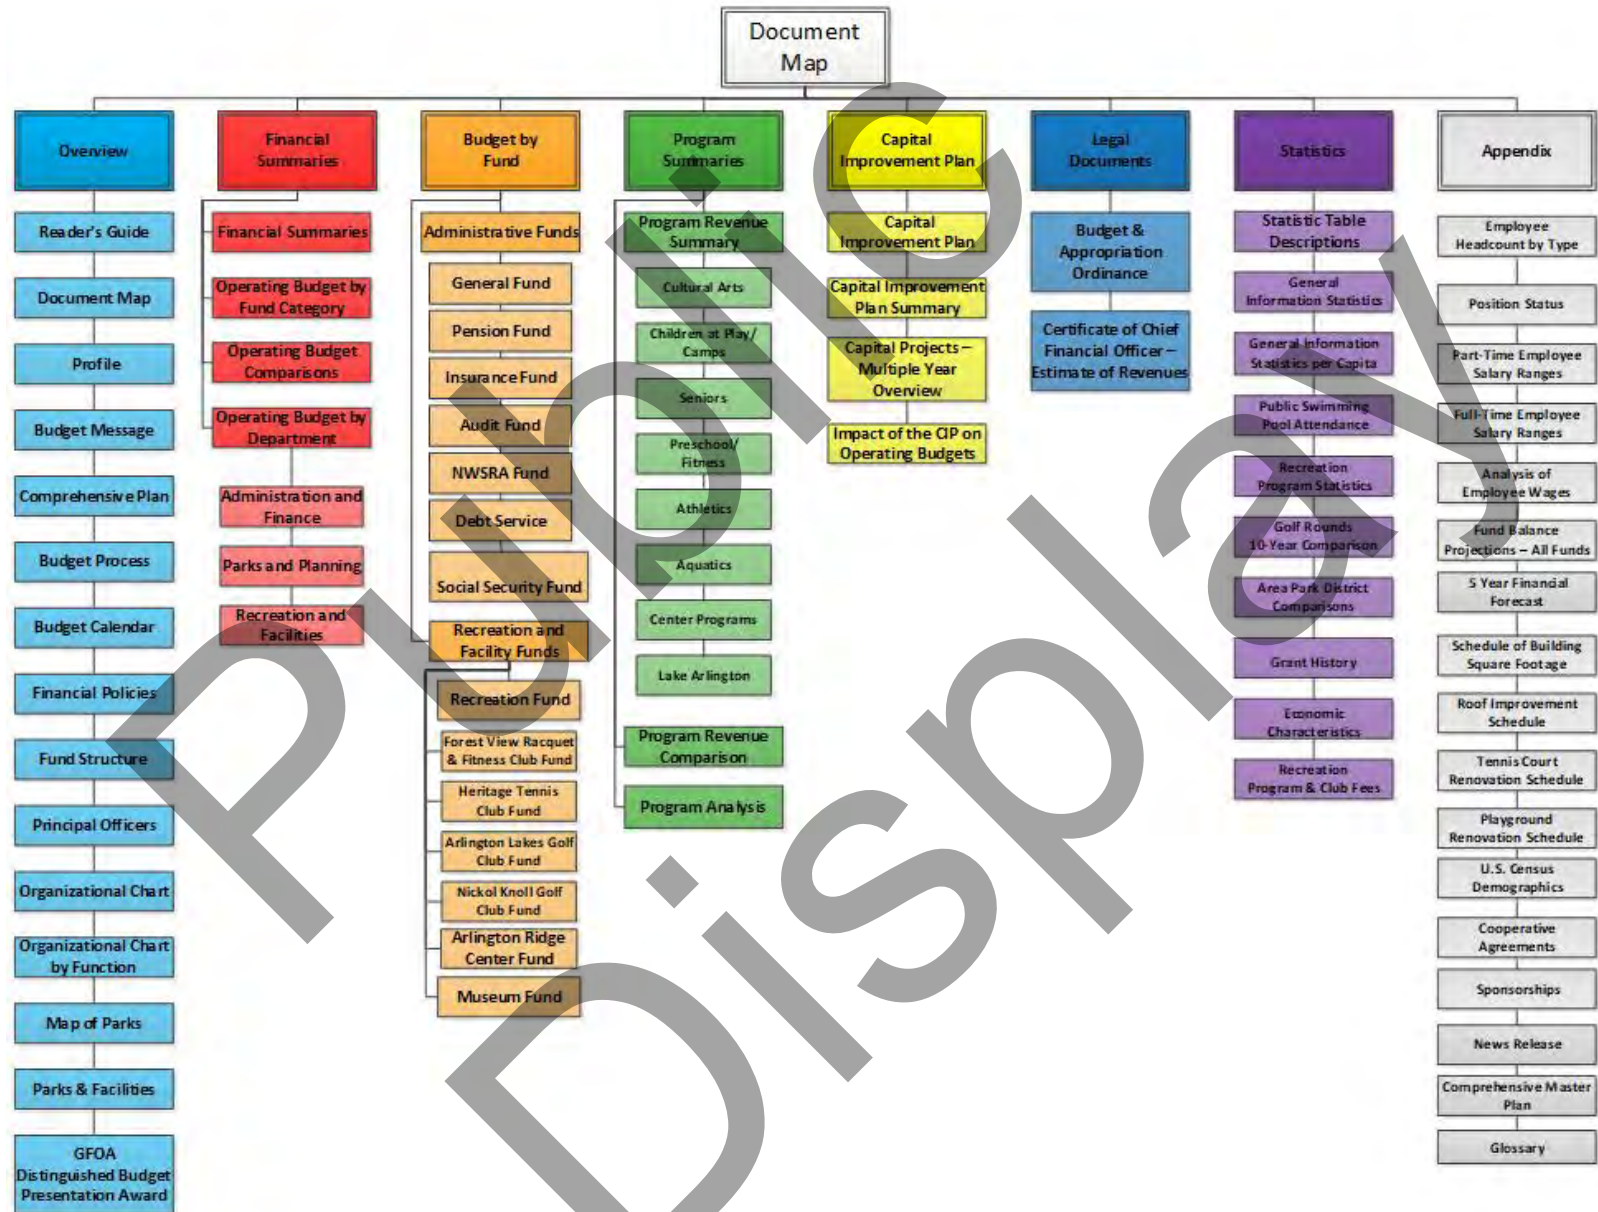 Document
Map
Overview
Reader's Guide
Document Map
Profile
Budget Message
Comprehensive Plan
Budget Process
Budget Calendar
Financial Policies
Fund Structure
Principal Officers
Organizational Chart
Organizational Chart
by Function
Map of Parks
Parks & Facilities
GFOA
Distinguished Budget
Presentation Award
Financial
Summaries
Financial Summaries
Operating Budget by
Fund Category
Operating Budget
Comparisons
Operating Budget by
Department
Administration and
Finance
Parks and Planning
Recreation and
Facilities
Budget by
Fund
Administrative Funds
General Fund
Pension Fund
Insurance Fund
Audit Fund
NWSRA Fund
Debt Service
Social Security Fund
Recreation and
Facility Funds
Recreation Fund
Forest View Racquet
& Fitness Club Fund
Heritage Tennis
Club Fund
Arlington Lakes Golf
Club Fund
Nickol Knoll Golf
Club Fund
Arlington Ridge
Center Fund
Museum Fund
Program
Summaries
Program Revenue
Summary
Cultural Arts
Children at Play/
Camps
Seniors
Preschool/
Fitness
Athletics
Aquatics
Center Programs
Lake Arlington
Program Revenue
Comparison
Program Analysis
Capital
Improvement Plan
Capital
Improvement Plan
Capital Improvement
Plan Summary
Capital Projects –
Multiple Year
Overview
Impact of the CIP on
Operating Budgets
Legal
Documents
Budget &
Appropriation
Ordinance
Certificate of Chief
Financial Officer –
Estimate of Revenues
Statistics
Statistic Table
Descriptions
General
Information Statistics
General Information
Statistics per Capita
Public Swimming
Pool Attendance
Recreation
Program Statistics
Golf Rounds
10-Year Comparison
Area Park District
Comparisons
Grant History
Economic
Characteristics
Recreation
Program & Club Fees
Appendix
Employee
Headcount by Type
Position Status
Part-Time Employee
Salary Ranges
Full-Time Employee
Salary Ranges
Analysis of
Employee Wages
Fund Balance
Projections – All Funds
5 Year Financial
Forecast
Schedule of Building
Square Footage
Roof Improvement
Schedule
Tennis Court
Renovation Schedule
Playground
Renovation Schedule
U.S. Census
Demographics
Cooperative
Agreements
Sponsorships
News Release
Comprehensive Master
Plan
Glossary
Public
Display